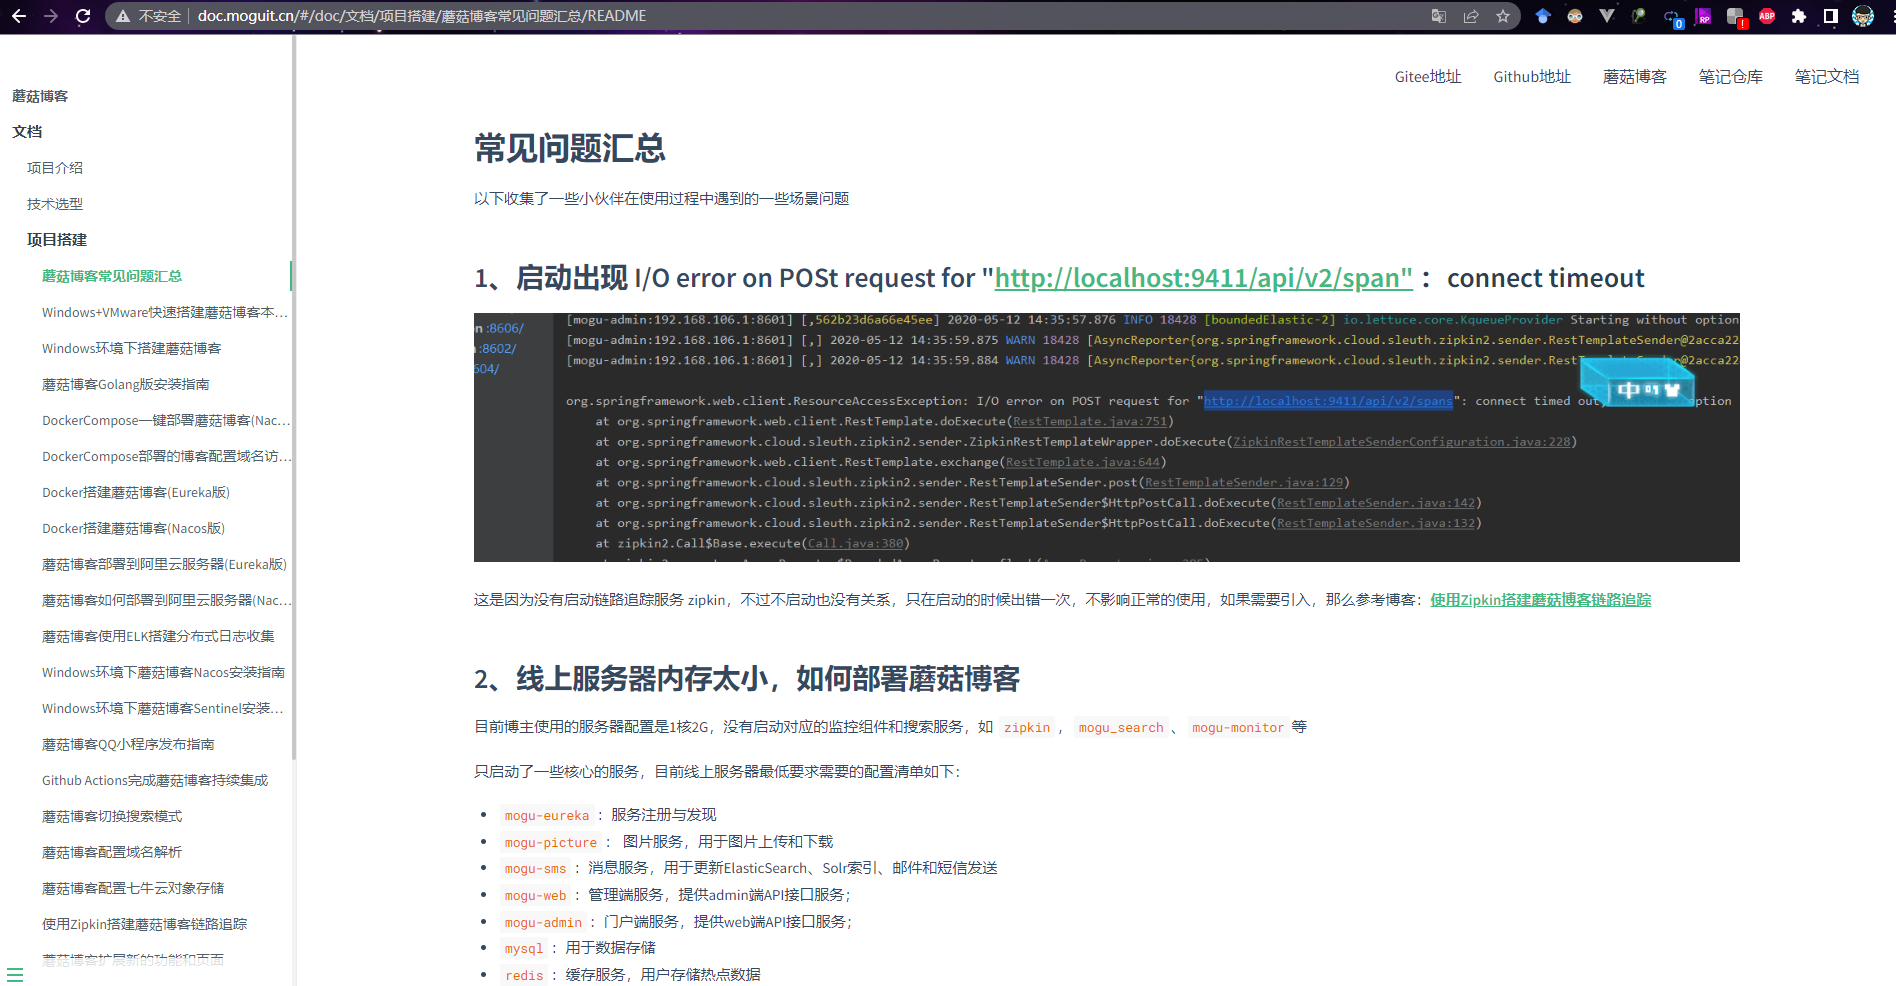 不安全 | doc.moguit.cn/#/doc/文档/项目搭建/蘑菇博客常见问题汇总/README
Gitee地址 Github地址 蘑菇博客 笔记仓库 笔记文档
蘑菇博客
文档
项目介绍
技术选型
项目搭建
蘑菇博客常见问题汇总
Windows+VMware快速搭建蘑菇博客本...
Windows环境下搭建蘑菇博客
蘑菇博客Golang版安装指南
DockerCompose一键部署蘑菇博客(Nac...
DockerCompose部署的博客配置域名访...
Docker搭建蘑菇博客(Eureka版)
Docker搭建蘑菇博客(Nacos版)
蘑菇博客部署到阿里云服务器(Eureka版)
蘑菇博客如何部署到阿里云服务器(Nac...
蘑菇博客使用ELK搭建分布式日志收集
Windows环境下蘑菇博客Nacos安装指南
Windows环境下蘑菇博客Sentinel安装...
蘑菇博客QQ小程序发布指南
Github Actions完成蘑菇博客持续集成
蘑菇博客切换搜索模式
蘑菇博客配置域名解析
蘑菇博客配置七牛云对象存储
使用Zipkin搭建蘑菇博客链路追踪
蘑菇博客扩展新的功能和页面
常见问题汇总
以下收集了一些小伙伴在使用过程中遇到的一些场景问题
1、启动出现 I/O error on POSt request for "http://localhost:9411/api/v2/span"： connect timeout
n :8606/
:8602/
604/
[mogu-admin:192.168.106.1:8601] [,562b23d6a66e45ee] 2020-05-12 14:35:57.876 INFO 18428 [boundedElastic-2] io.lettuce.core.KqueueProvider Starting without option
[mogu-admin:192.168.106.1:8601] [,] 2020-05-12 14:35:59.875 WARN 18428 [AsyncReporter{org.springframework.cloud.sleuth.zipkin2.sender.RestTemplateSender@2acca22
[mogu-admin:192.168.106.1:8601] [,] 2020-05-12 14:35:59.884 WARN 18428 [AsyncReporter{org.springframework.cloud.sleuth.zipkin2.sender.RestTemplateSender@2acca22
中
org.springframework.web.client.ResourceAccessException: I/O error on POST request for "http://localhost:9411/api/v2/spans": connect timed out
at org.springframework.web.client.RestTemplate.doExecute(RestTemplate.java:751)
at org.springframework.cloud.sleuth.zipkin2.sender.ZipkinRestTemplateWrapper.doExecute(ZipkinRestTemplateSenderConfiguration.java:228)
at org.springframework.web.client.RestTemplate.exchange(RestTemplate.java:644)
at org.springframework.cloud.sleuth.zipkin2.sender.RestTemplateSender.post(RestTemplateSender.java:129)
at org.springframework.cloud.sleuth.zipkin2.sender.RestTemplateSender$HttpPostCall.doExecute(RestTemplateSender.java:142)
at org.springframework.cloud.sleuth.zipkin2.sender.RestTemplateSender$HttpPostCall.doExecute(RestTemplateSender.java:132)
at zipkin2.Call$Base.execute(Call.java:380)
这是因为没有启动链路追踪服务 zipkin，不过不启动也没有关系，只在启动的时候出错一次，不影响正常的使用，如果需要引入，那么参考博客：使用Zipkin搭建蘑菇博客链路追踪
2、线上服务器内存太小，如何部署蘑菇博客
目前博主使用的服务器配置是1核2G，没有启动对应的监控组件和搜索服务，如 zipkin ， mogu_search 、 mogu-monitor 等
只启动了一些核心的服务，目前线上服务器最低要求需要的配置清单如下：
• mogu-eureka ：服务注册与发现
• mogu-picture ： 图片服务，用于图片上传和下载
• mogu-sms ：消息服务，用于更新ElasticSearch、Solr索引、邮件和短信发送
• mogu-web ：管理端服务，提供admin端API接口服务；
• mogu-admin ：门户端服务，提供web端API接口服务；
• mysql ：用于数据存储
• redis ：缓存服务，用户存储热点数据